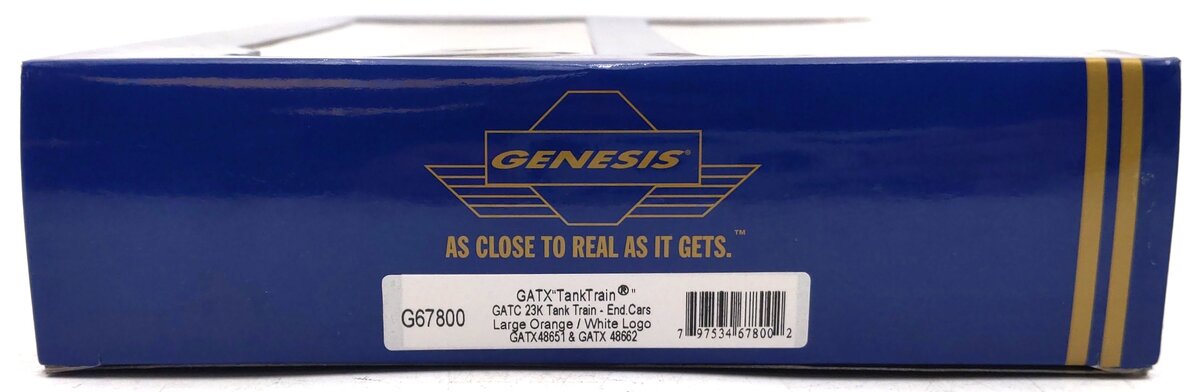 GENESIS®
AS CLOSE TO REAL AS IT GETS.™
G67800
GATX"TankTrain®"
GATC 23K Tank Train - End.Cars
Large Orange / White Logo
GATX48651 & GATX 48662
7 97534 67800 2